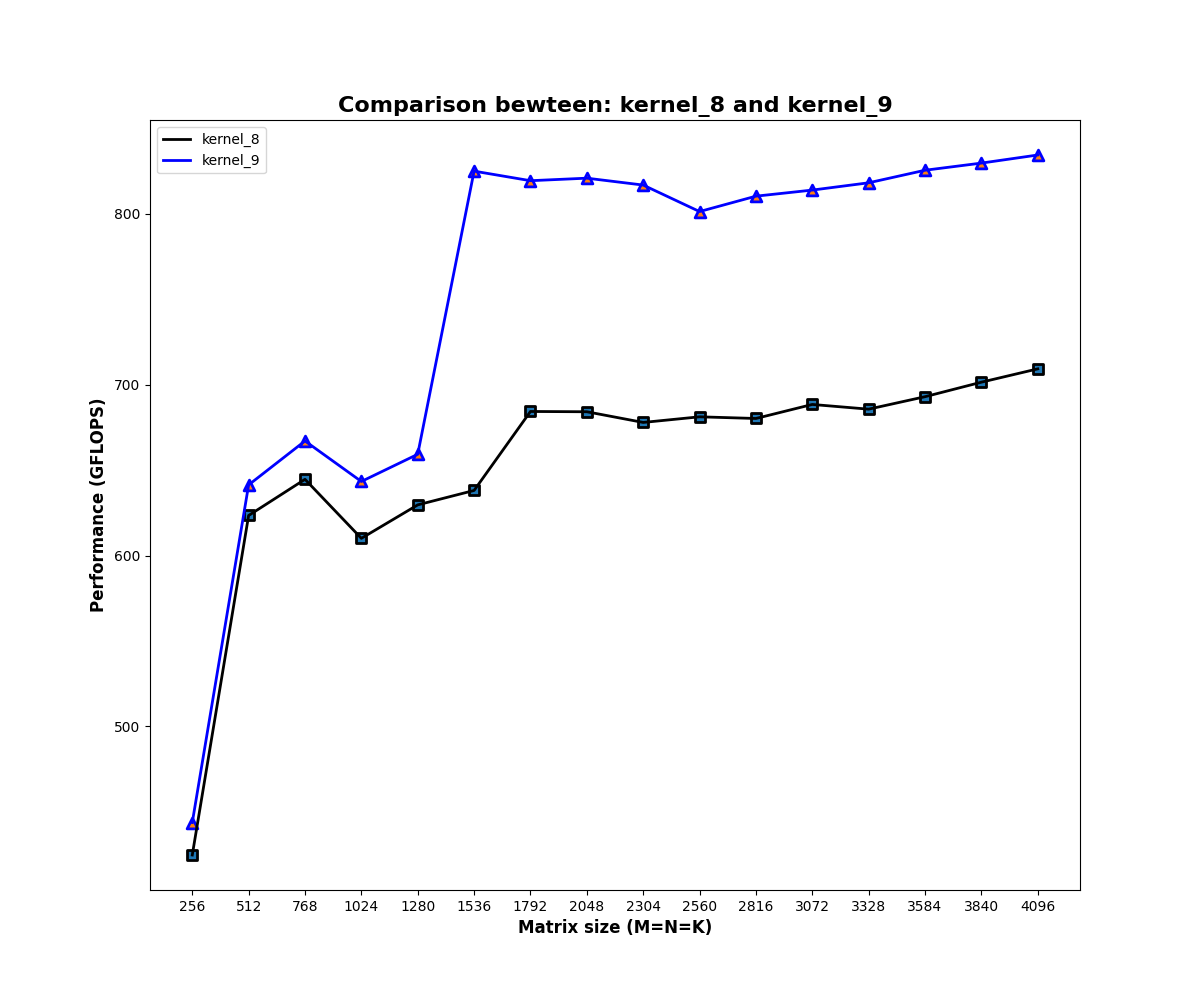 Comparison bewteen: kernel_8 and kernel_9
kernel_8
kernel_9
Performance (GFLOPS)
800
700
600
500
256 512 768 1024 1280 1536 1792 2048 2304 2560 2816 3072 3328 3584 3840 4096
Matrix size (M=N=K)